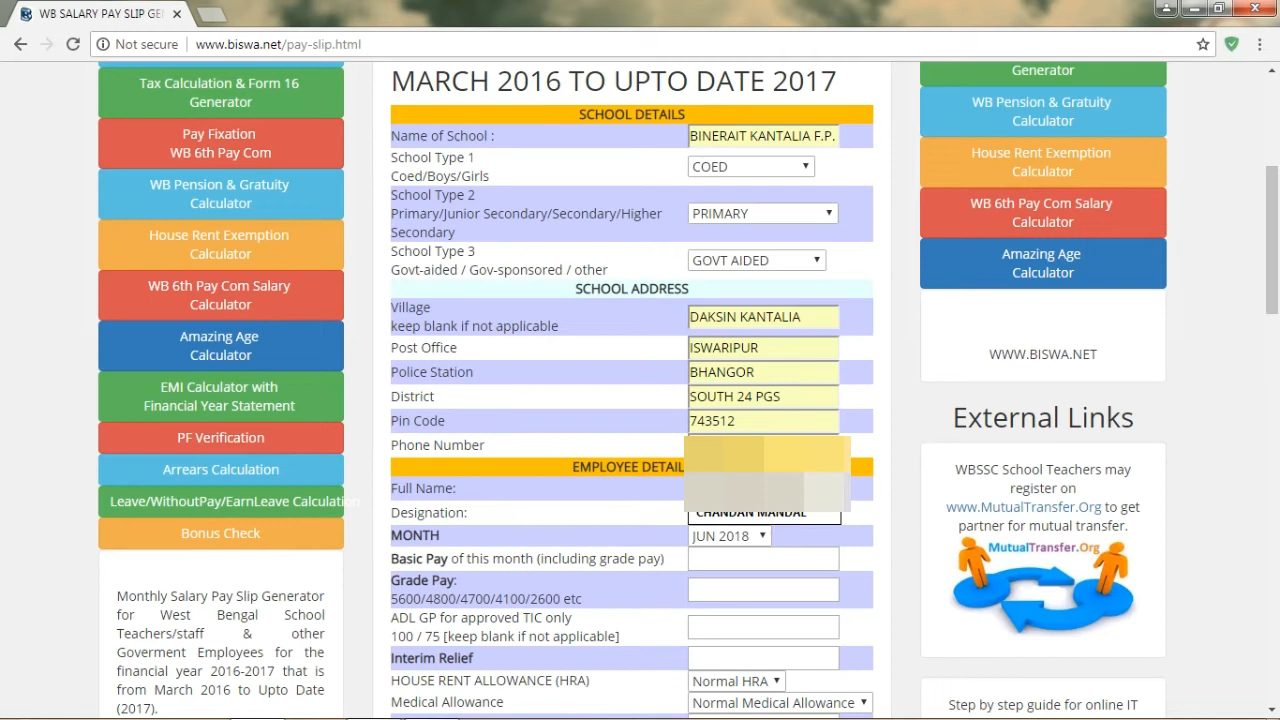 WB SALARY PAY SLIP GEN
Not secure
www.biswa.net/pay-slip.html
Tax Calculation & Form 16
Generator
Pay Fixation
WB 6th Pay Com
WB Pension & Gratuity
Calculator
House Rent Exemption
Calculator
WB 6th Pay Com Salary
Calculator
Amazing Age
Calculator
EMI Calculator with
Financial Year Statement
PF Verification
Arrears Calculation
Leave/WithoutPay/EarnLeave Calculation
Bonus Check
Monthly Salary Pay Slip Generator
for West Bengal School
Teachers/staff & other
Goverment Employees for the
financial year 2016-2017 that is
from March 2016 to Upto Date
(2017).
MARCH 2016 TO UPTO DATE 2017
SCHOOL DETAILS
Name of School : BINERAIT KANTALIA F.P.
School Type 1
Coed/Boys/Girls
COED
School Type 2
Primary/Junior Secondary/Secondary/Higher
Secondary
PRIMARY
School Type 3
Govt-aided / Gov-sponsored / other
GOVT AIDED
SCHOOL ADDRESS
Village
keep blank if not applicable
DAKSIN KANTALIA
Post Office ISWARIPUR
Police Station BHANGOR
District SOUTH 24 PGS
Pin Code 743512
Phone Number
EMPLOYEE DETAIL
Full Name:
Designation: CHANDAN MANDAL
MONTH JUN 2018
Basic Pay of this month (including grade pay)
Grade Pay:
5600/4800/4700/4100/2600 etc
ADL GP for approved TIC only
100 / 75 [keep blank if not applicable]
Interim Relief
HOUSE RENT ALLOWANCE (HRA) Normal HRA
Medical Allowance Normal Medical Allowance
Generator
WB Pension & Gratuity
Calculator
House Rent Exemption
Calculator
WB 6th Pay Com Salary
Calculator
Amazing Age
Calculator
WWW.BISWA.NET
External Links
WBSSC School Teachers may
register on
www.MutualTransfer.Org to get
partner for mutual transfer.
MutualTransfer.Org
Step by step guide for online IT